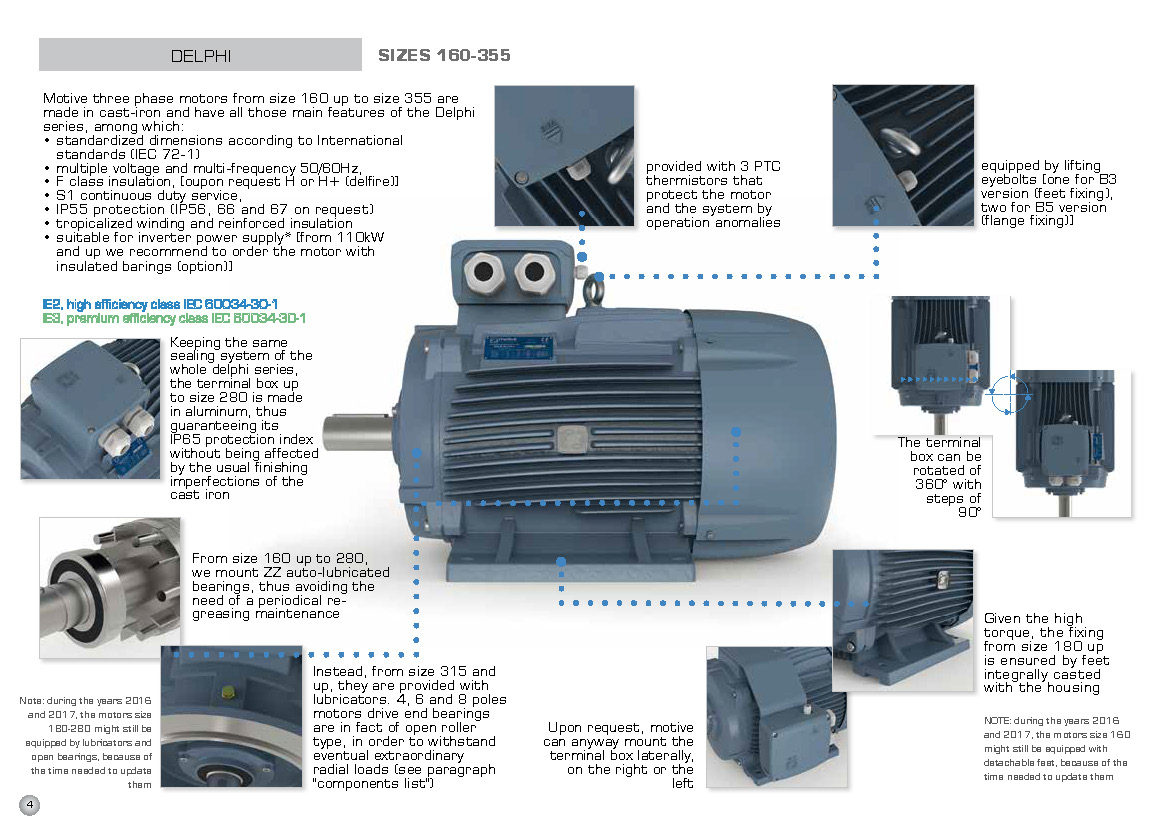 DELPHI
SIZES 160-355
Motive three phase motors from size 160 up to size 355 are
made in cast-iron and have all those main features of the Delphi
series, among which:
• standardized dimensions according to International
standards (IEC 72-1)
• multiple voltage and multi-frequency 50/60Hz,
• F class insulation, [oupon request H or H+ (delfire)]
• S1 continuous duty service,
• IP55 protection (IP56, 66 and 67 on request)
• tropicalized winding and reinforced insulation
• suitable for inverter power supply* [from 110kW
and up we recommend to order the motor with
insulated barings (option)]
IE2, high efficiency class IEC 60034-30-1
IE3, premium efficiency class IEC 60034-30-1
provided with 3 PTC
thermistors that
protect the motor
and the system by
operation anomalies
equipped by lifting
eyebolts [one for B3
version (feet fixing),
two for B5 version
(flange fixing)]
Keeping the same
sealing system of the
whole delphi series,
the terminal box up
to size 280 is made
in aluminum, thus
guaranteeing its
IP65 protection index
without being affected
by the usual finishing
imperfections of the
cast iron
The terminal
box can be
rotated of
360° with
steps of
90°
From size 160 up to 280,
we mount ZZ auto-lubricated
bearings, thus avoiding the
need of a periodical re-
greasing maintenance
Given the high
torque, the fixing
from size 180 up
is ensured by feet
integrally casted
with the housing
Instead, from size 315 and
up, they are provided with
lubricators. 4, 6 and 8 poles
motors drive end bearings
are in fact of open roller
type, in order to withstand
eventual extraordinary
radial loads (see paragraph
"components list")
Note: during the years 2016
and 2017, the motors size
180-280 might still be
equipped by lubricators and
open bearings, because of
the time needed to update
them
Upon request, motive
can anyway mount the
terminal box laterally,
on the right or the
left
NOTE: during the years 2016
and 2017, the motors size 160
might still be equipped with
detachable feet, because of the
time needed to update them
4